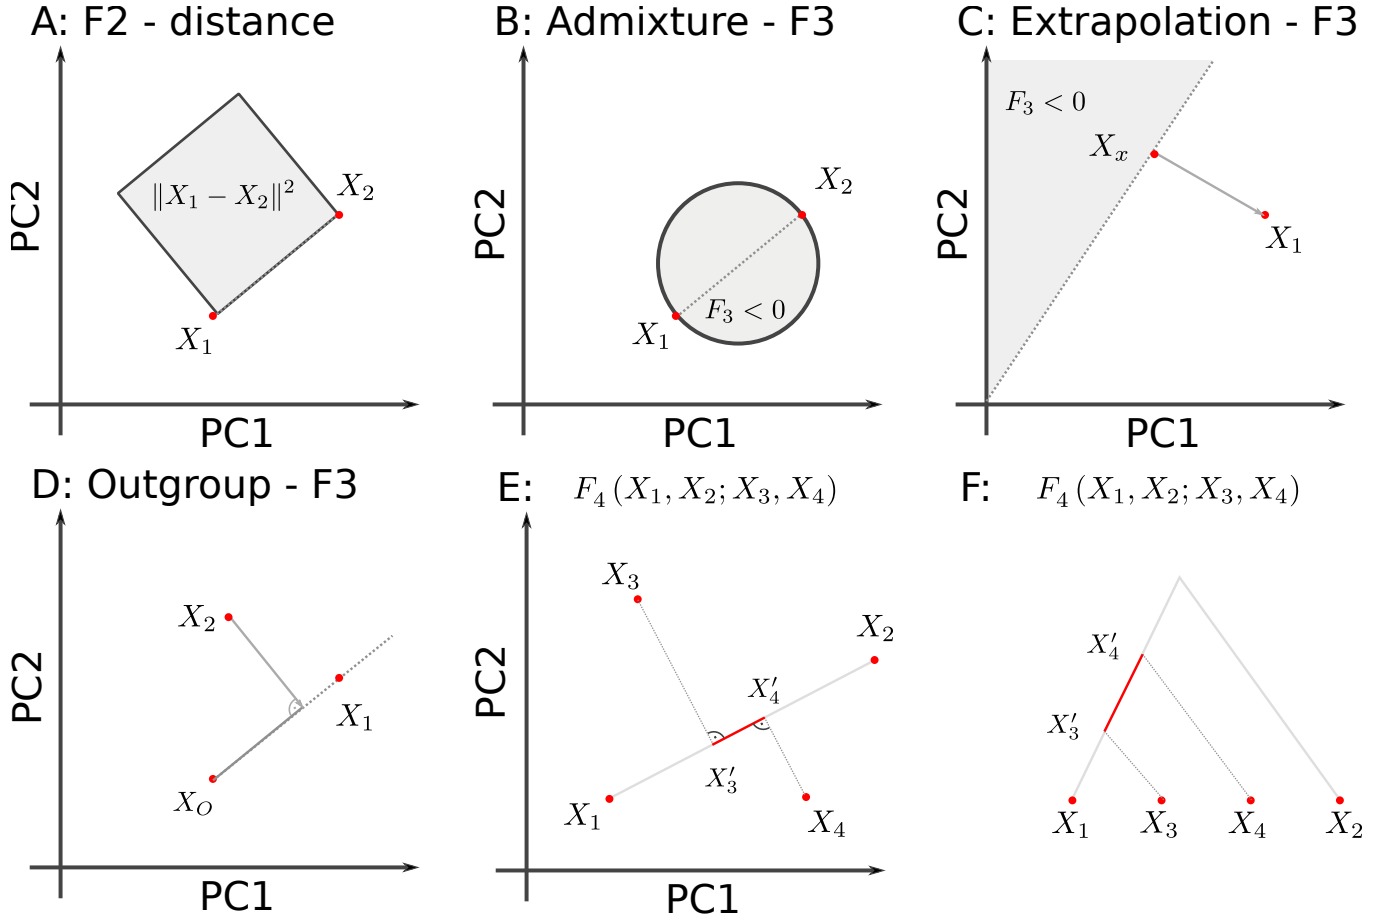 A: F2 - distance
PC2
‖X₁ − X₂‖²
X₂
X₁
PC1
B: Admixture - F3
PC2
X₂
F₃ < 0
X₁
PC1
C: Extrapolation - F3
F₃ < 0
Xₓ
PC2
X₁
PC1
D: Outgroup - F3
X₂
PC2
X₁
X_O
PC1
E: F₄ (X₁, X₂; X₃, X₄)
X₃
X₂
PC2
X′₄
X′₃
X₁
X₄
PC1
F: F₄ (X₁, X₂; X₃, X₄)
X′₄
X′₃
X₁ X₃ X₄ X₂